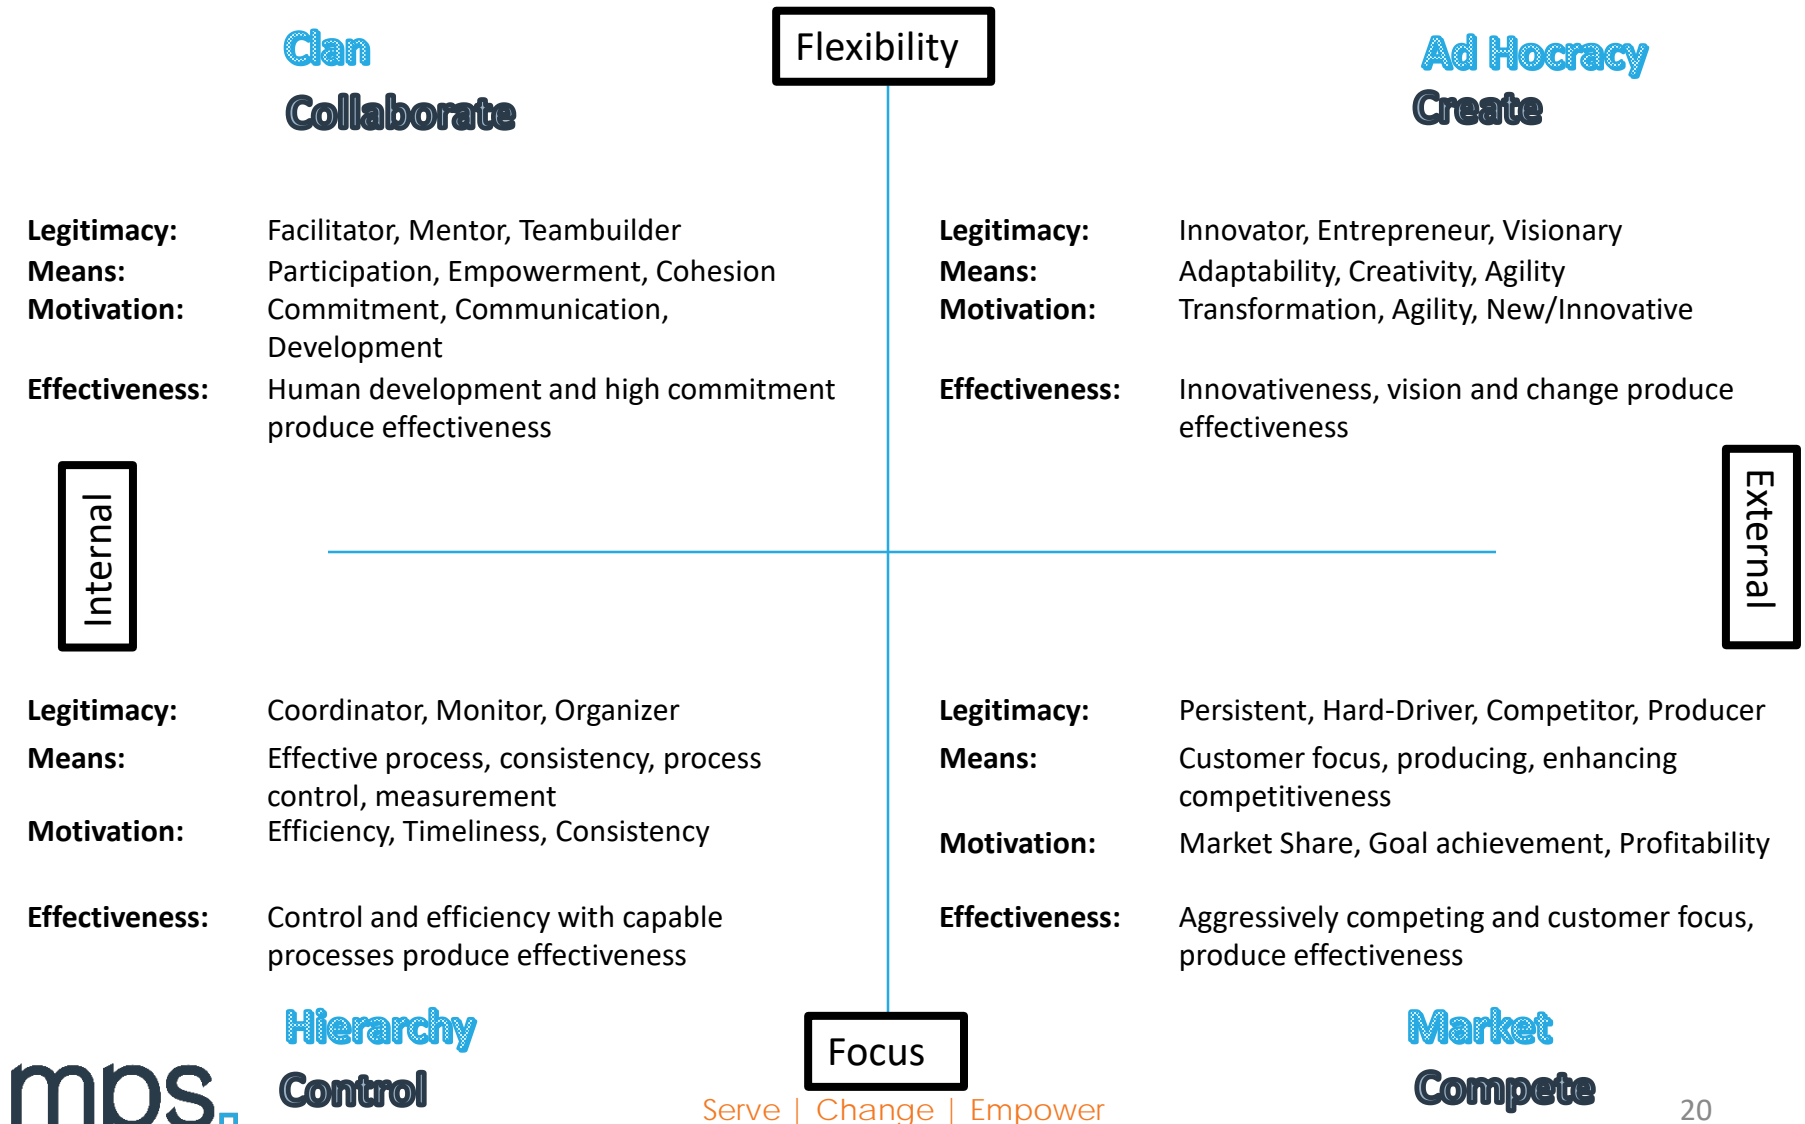 Clan
Collaborate
Flexibility
Ad Hocracy
Create
Legitimacy: Facilitator, Mentor, Teambuilder
Means: Participation, Empowerment, Cohesion
Motivation: Commitment, Communication,
Development
Effectiveness: Human development and high commitment
produce effectiveness
Legitimacy: Innovator, Entrepreneur, Visionary
Means: Adaptability, Creativity, Agility
Motivation: Transformation, Agility, New/Innovative
Effectiveness: Innovativeness, vision and change produce
effectiveness
Internal
External
Legitimacy: Coordinator, Monitor, Organizer
Means: Effective process, consistency, process
control, measurement
Motivation: Efficiency, Timeliness, Consistency
Effectiveness: Control and efficiency with capable
processes produce effectiveness
Legitimacy: Persistent, Hard-Driver, Competitor, Producer
Means: Customer focus, producing, enhancing
competitiveness
Motivation: Market Share, Goal achievement, Profitability
Effectiveness: Aggressively competing and customer focus,
produce effectiveness
Hierarchy
Control
Focus
Market
Compete
mps.
Serve | Change | Empower
20